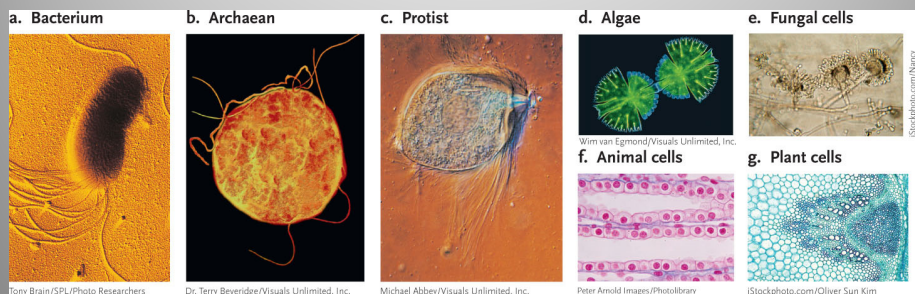 a. Bacterium
b. Archaean
c. Protist
d. Algae
e. Fungal cells
Wim van Egmond/Visuals Unlimited, Inc.
iStockphoto.com/Nancy
f. Animal cells
g. Plant cells
Tony Brain/SPL/Photo Researchers
Dr. Terry Beveridge/Visuals Unlimited, Inc.
Michael Abbey/Visuals Unlimited, Inc.
Peter Arnold Images/Photolibrary
iStockphoto.com/Oliver Sun Kim